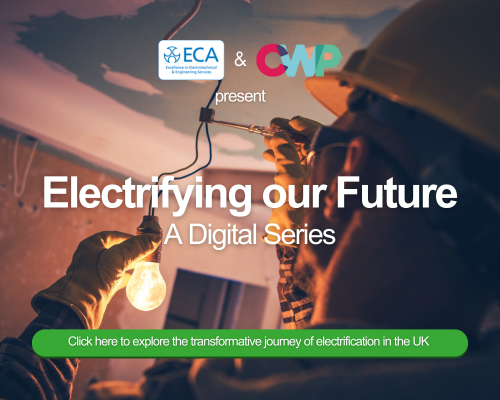 ECA & CWP
Excellence in Electrotechnical
& Engineering Services
present
Electrifying our Future
A Digital Series
Click here to explore the transformative journey of electrification in the UK